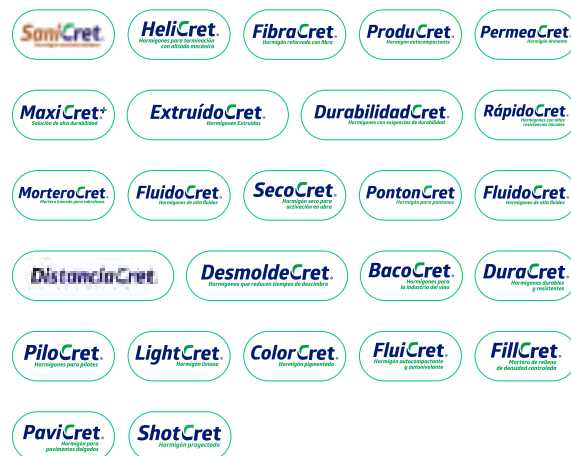 SaniCret.
HeliCret.
Hormigones para terminación
con alisado mecánico
FibraCret.
Hormigón reforzado con fibra
ProduCret.
Hormigón autocompactante
PermeaCret.
Hormigón drenante
MaxiCret+
Solución de alta durabilidad
ExtruídoCret.
Hormigones Extruídos
DurabilidadCret.
Hormigones con exigencias de durabilidad
RápidoCret.
Hormigones con altas
resistencias iniciales
MorteroCret.
Mortero húmedo para sobrelosas
FluidoCret.
Hormigones de alta fluidez
SecoCret.
Hormigón seco para
activación en obra
PontonCret
Hormigón para pontones
FluidoCret.
Hormigones de alta fluidez
DistanciaCret.
DesmoldeCret.
Hormigones que reducen tiempos de descimbre
BacoCret.
Hormigones para
la industria del vino
DuraCret.
Hormigones durables
y resistentes
PiloCret.
Hormigones para pilotes
LightCret.
Hormigón liviano
ColorCret.
Hormigón pigmentado
FluiCret.
Hormigón autocompactante
y autonivelante
FillCret.
Mortero de relleno
de densidad controlada
PaviCret.
Hormigón para
pavimentos delgados
ShotCret
Hormigón proyectado